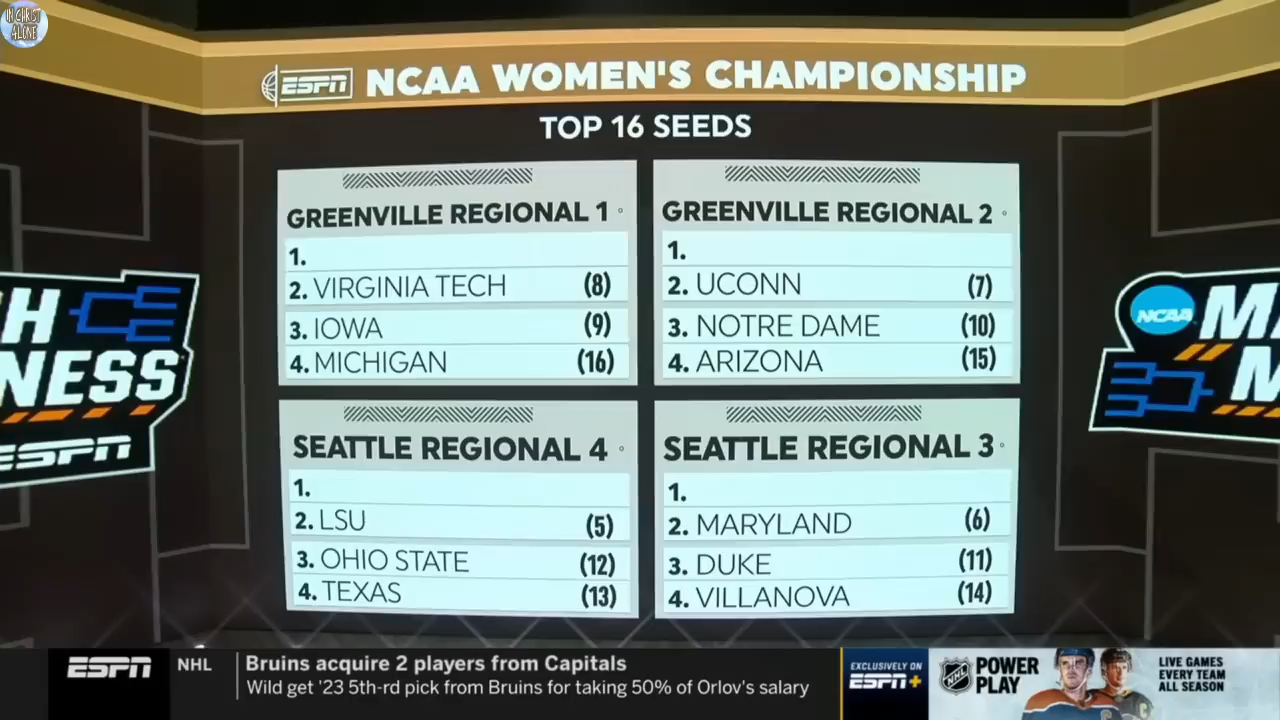 IN CHRIST
ALONE
ESPN NCAA WOMEN'S CHAMPIONSHIP
TOP 16 SEEDS
GREENVILLE REGIONAL 1
1.
2. VIRGINIA TECH (8)
3. IOWA (9)
4. MICHIGAN (16)
GREENVILLE REGIONAL 2
1.
2. UCONN (7)
3. NOTRE DAME (10)
4. ARIZONA (15)
SEATTLE REGIONAL 4
1.
2. LSU (5)
3. OHIO STATE (12)
4. TEXAS (13)
SEATTLE REGIONAL 3
1.
2. MARYLAND (6)
3. DUKE (11)
4. VILLANOVA (14)
H
NESS
ESPN
NCAA MA
M
ESPN NHL Bruins acquire 2 players from Capitals
Wild get '23 5th-rd pick from Bruins for taking 50% of Orlov's salary
EXCLUSIVELY ON
ESPN+
NHL POWER
PLAY
LIVE GAMES
EVERY TEAM
ALL SEASON